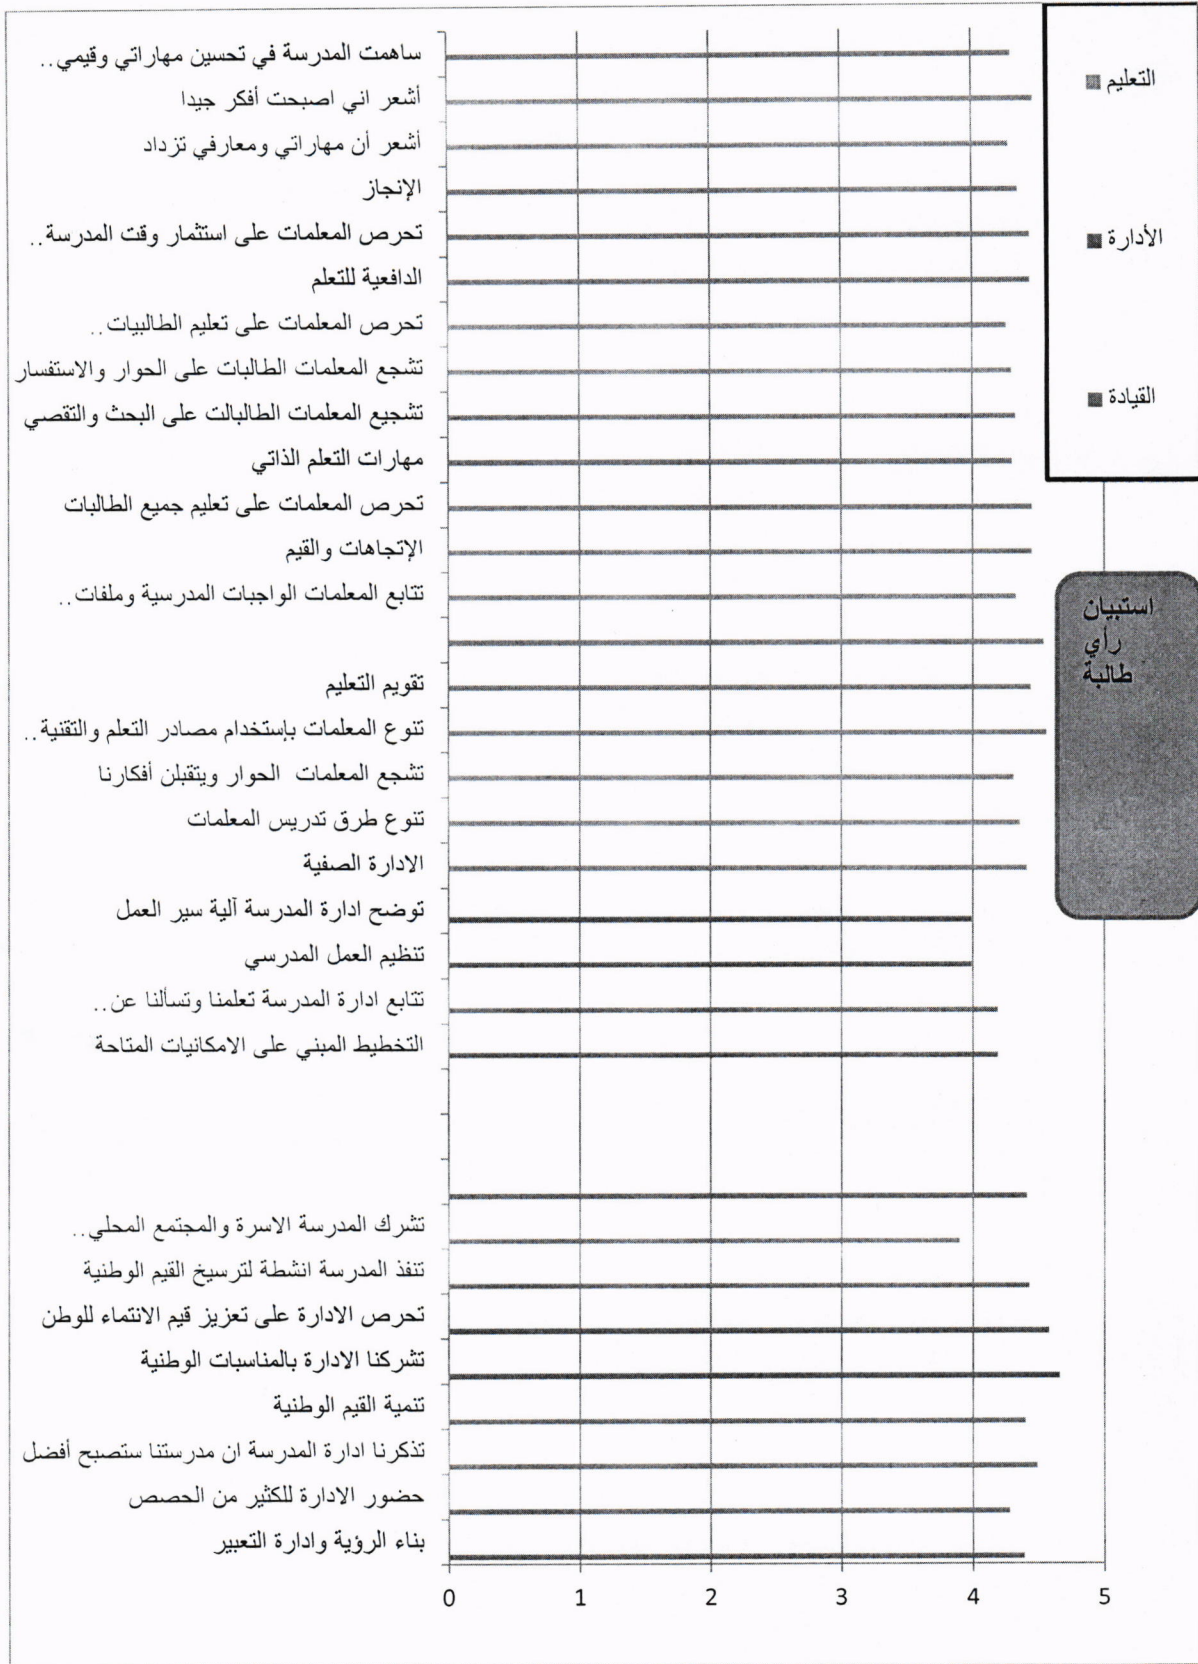 ساهمت المدرسة في تحسين مهاراتي وقيمي..
أشعر اني اصبحت أفكر جيدا
أشعر أن مهاراتي ومعارفي تزداد
الإنجاز
تحرص المعلمات على استثمار وقت المدرسة..
الدافعية للتعلم
تحرص المعلمات على تعليم الطالبيات..
تشجع المعلمات الطالبات على الحوار والاستفسار
تشجيع المعلمات الطالبالت على البحث والتقصي
مهارات التعلم الذاتي
تحرص المعلمات على تعليم جميع الطالبات
الإتجاهات والقيم
تتابع المعلمات الواجبات المدرسية وملفات..
تقويم التعليم
تنوع المعلمات بإستخدام مصادر التعلم والتقنية..
تشجع المعلمات الحوار ويتقبلن أفكارنا
تنوع طرق تدريس المعلمات
الادارة الصفية
توضح ادارة المدرسة آلية سير العمل
تنظيم العمل المدرسي
تتابع ادارة المدرسة تعلمنا وتسألنا عن..
التخطيط المبني على الامكانيات المتاحة
تشرك المدرسة الاسرة والمجتمع المحلي..
تنفذ المدرسة انشطة لترسيخ القيم الوطنية
تحرص الادارة على تعزيز قيم الانتماء للوطن
تشركنا الادارة بالمناسبات الوطنية
تنمية القيم الوطنية
تذكرنا ادارة المدرسة ان مدرستنا ستصبح أفضل
حضور الادارة للكثير من الحصص
بناء الرؤية وادارة التعبير
0 1 2 3 4 5
التعليم
الأدارة
القيادة
استبيان
رأي
طالبة